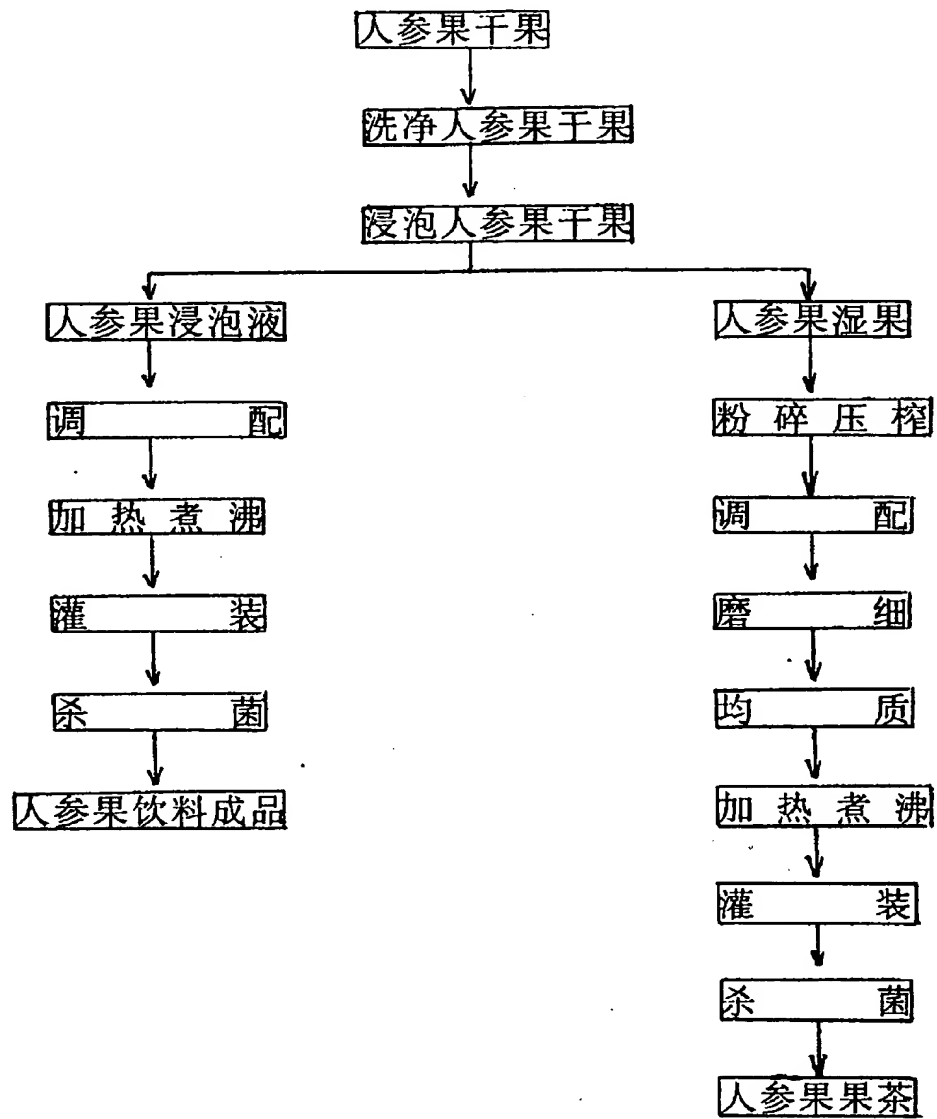 人参果干果
洗净人参果干果
浸泡人参果干果
人参果浸泡液
调配
加热煮沸
灌装
杀菌
人参果饮料成品
人参果湿果
粉碎压榨
调配
磨细
均质
加热煮沸
灌装
杀菌
人参果果茶